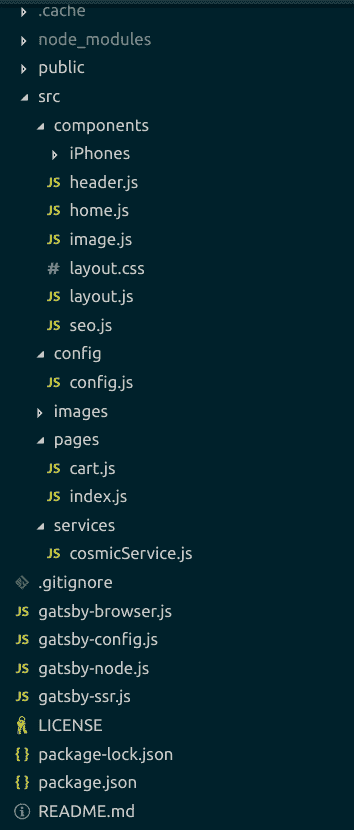 .cache
node_modules
public
src
components
iPhones
JS header.js
JS home.js
JS image.js
# layout.css
JS layout.js
JS seo.js
config
JS config.js
images
pages
JS cart.js
JS index.js
services
JS cosmicService.js
.gitignore
JS gatsby-browser.js
JS gatsby-config.js
JS gatsby-node.js
JS gatsby-ssr.js
LICENSE
{ } package-lock.json
{ } package.json
README.md